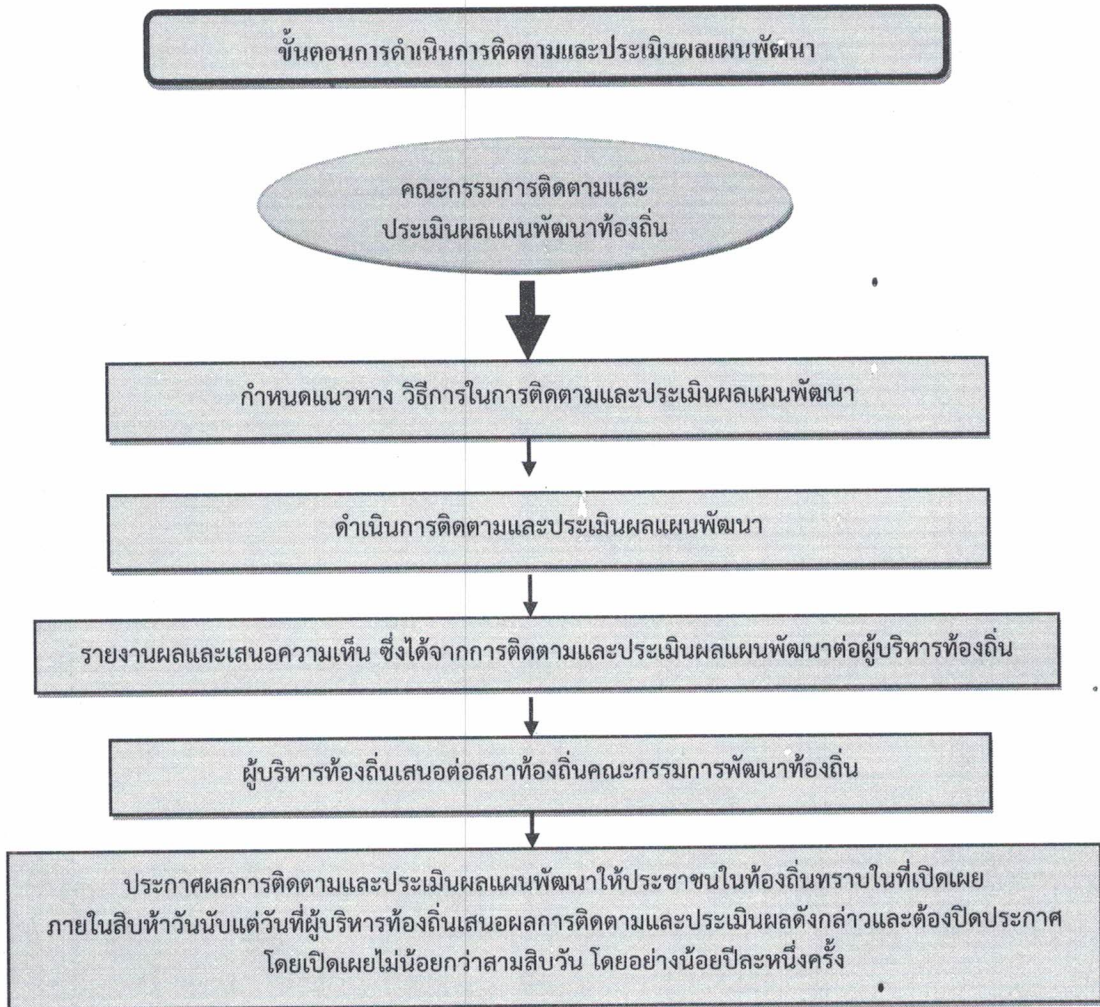 ขั้นตอนการดำเนินการติดตามและประเมินผลแผนพัฒนา
คณะกรรมการติดตามและ
ประเมินผลแผนพัฒนาท้องถิ่น
กำหนดแนวทาง วิธีการในการติดตามและประเมินผลแผนพัฒนา
ดำเนินการติดตามและประเมินผลแผนพัฒนา
รายงานผลและเสนอความเห็น ซึ่งได้จากการติดตามและประเมินผลแผนพัฒนาต่อผู้บริหารท้องถิ่น
ผู้บริหารท้องถิ่นเสนอต่อสภาท้องถิ่นคณะกรรมการพัฒนาท้องถิ่น
ประกาศผลการติดตามและประเมินผลแผนพัฒนาให้ประชาชนในท้องถิ่นทราบในที่เปิดเผย
ภายในสิบห้าวันนับแต่วันที่ผู้บริหารท้องถิ่นเสนอผลการติดตามและประเมินผลดังกล่าวและต้องปิดประกาศ
โดยเปิดเผยไม่น้อยกว่าสามสิบวัน โดยอย่างน้อยปีละหนึ่งครั้ง